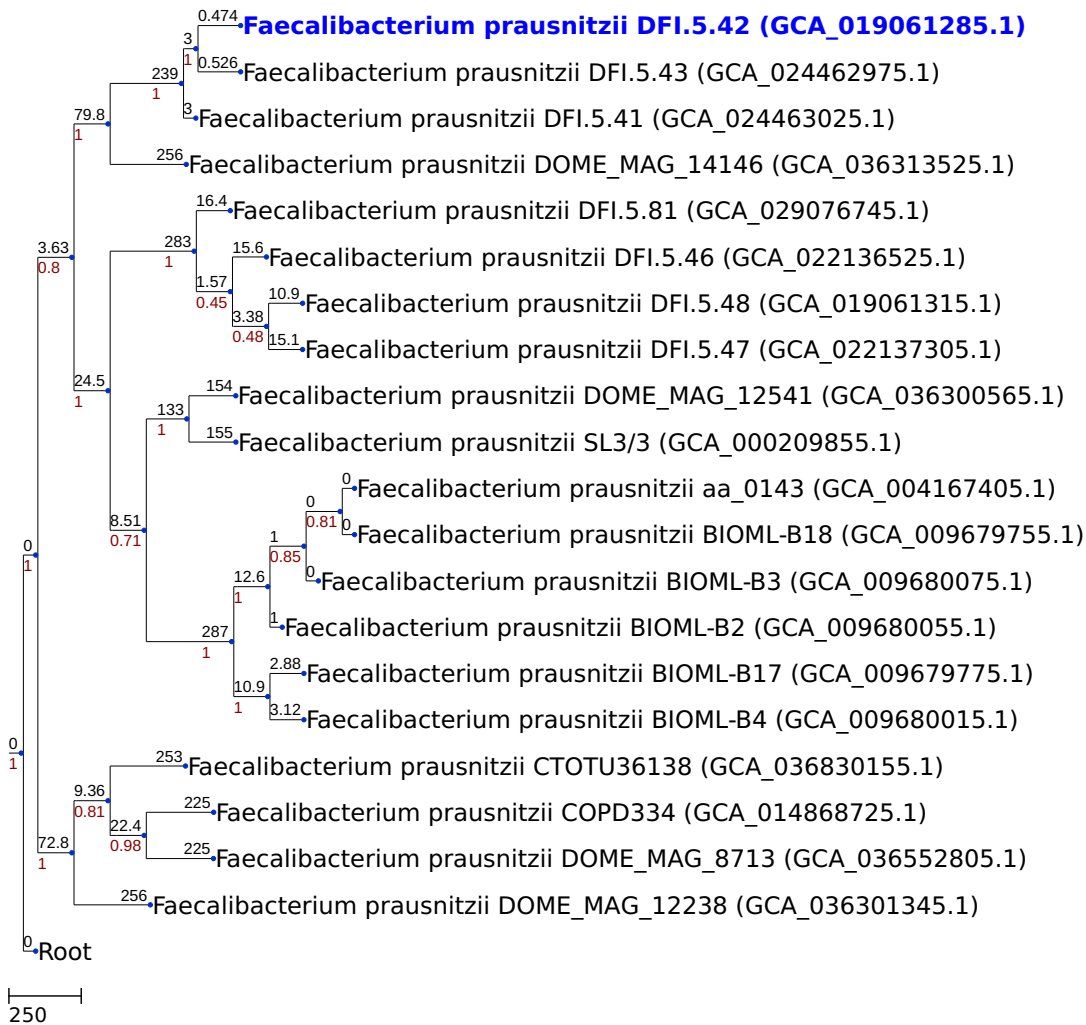 0.474
Faecalibacterium prausnitzii DFI.5.42 (GCA_019061285.1)
3
1
0.526
Faecalibacterium prausnitzii DFI.5.43 (GCA_024462975.1)
239
1
3
Faecalibacterium prausnitzii DFI.5.41 (GCA_024463025.1)
79.8
1
256
Faecalibacterium prausnitzii DOME_MAG_14146 (GCA_036313525.1)
16.4
Faecalibacterium prausnitzii DFI.5.81 (GCA_029076745.1)
3.63
0.8
283
1
15.6
Faecalibacterium prausnitzii DFI.5.46 (GCA_022136525.1)
1.57
0.45
10.9
Faecalibacterium prausnitzii DFI.5.48 (GCA_019061315.1)
3.38
0.48
15.1
Faecalibacterium prausnitzii DFI.5.47 (GCA_022137305.1)
24.5
1
154
Faecalibacterium prausnitzii DOME_MAG_12541 (GCA_036300565.1)
133
1
155
Faecalibacterium prausnitzii SL3/3 (GCA_000209855.1)
0
Faecalibacterium prausnitzii aa_0143 (GCA_004167405.1)
0
0.81
8.51
0.71
0
Faecalibacterium prausnitzii BIOML-B18 (GCA_009679755.1)
0
1
1
0.85
0
Faecalibacterium prausnitzii BIOML-B3 (GCA_009680075.1)
12.6
1
1
Faecalibacterium prausnitzii BIOML-B2 (GCA_009680055.1)
287
1
2.88
Faecalibacterium prausnitzii BIOML-B17 (GCA_009679775.1)
10.9
1
3.12
Faecalibacterium prausnitzii BIOML-B4 (GCA_009680015.1)
0
1
253
Faecalibacterium prausnitzii CTOTU36138 (GCA_036830155.1)
9.36
0.81
225
Faecalibacterium prausnitzii COPD334 (GCA_014868725.1)
22.4
0.98
72.8
1
225
Faecalibacterium prausnitzii DOME_MAG_8713 (GCA_036552805.1)
256
Faecalibacterium prausnitzii DOME_MAG_12238 (GCA_036301345.1)
0
Root
250